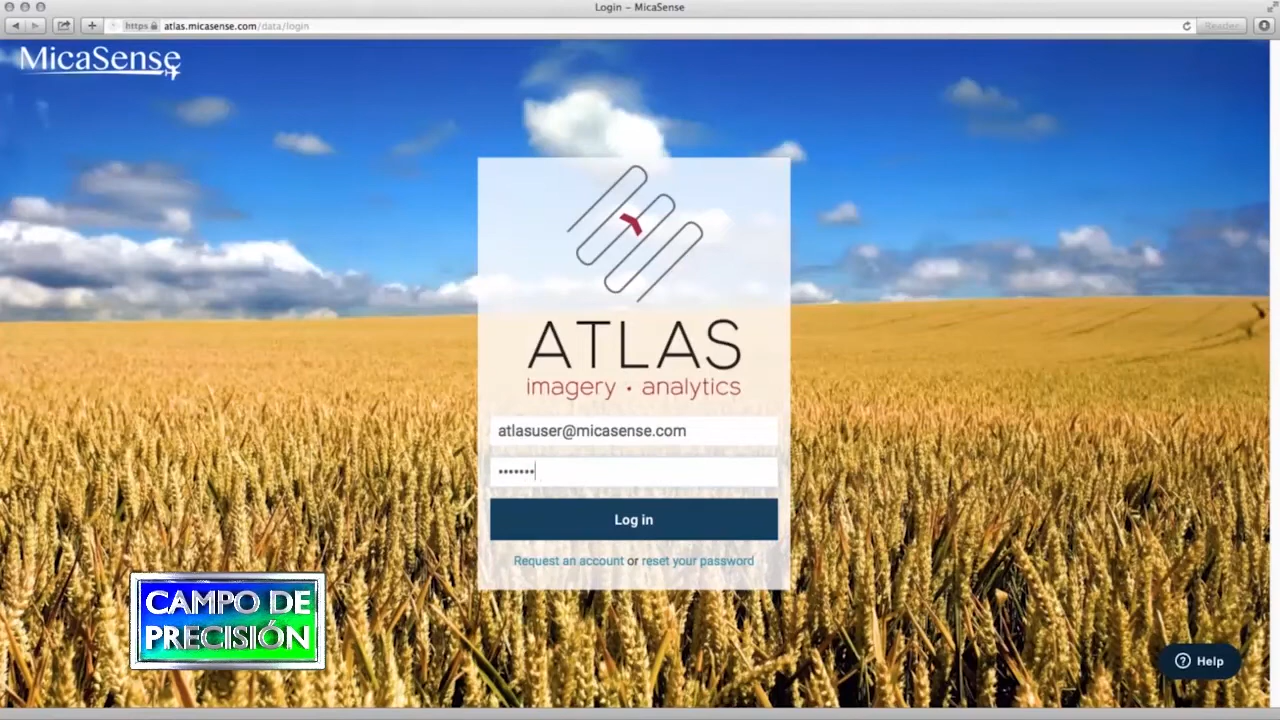 Login – MicaSense
https atlas.micasense.com/data/login
Reader
MicaSense
ATLAS
imagery • analytics
atlasuser@micasense.com
•••••••
Log in
Request an account or reset your password
CAMPO DE
PRECISIÓN
? Help